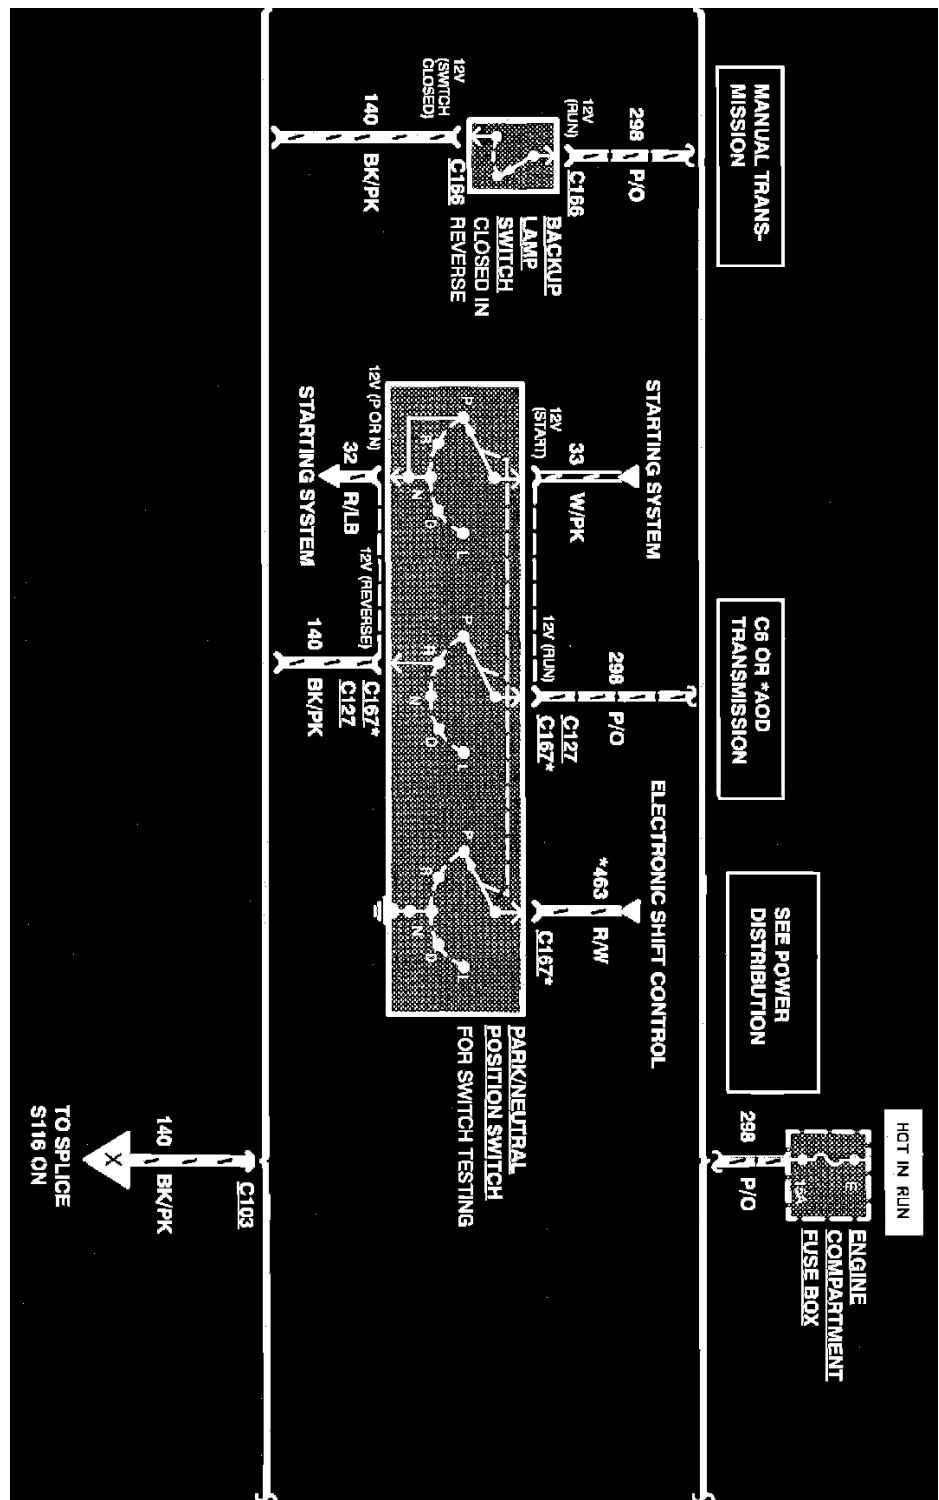 HOT IN RUN
ENGINE
COMPARTMENT
FUSE BOX
15A
298
P/O
SEE POWER
DISTRIBUTION
C5 OR *AOD
TRANSMISSION
MANUAL TRANS-
MISSION
298
P/O
12V
(RUN)
C166
BACKUP
LAMP
SWITCH
CLOSED IN
REVERSE
12V
(SWITCH
CLOSED)
C166
140
BK/PK
STARTING SYSTEM
33
W/PK
12V
(START)
298
P/O
12V (RUN)
C127
C167*
ELECTRONIC SHIFT CONTROL
*463
R/W
C167*
P
R
N
D
L
P
R
N
D
L
P
R
N
D
L
PARK/NEUTRAL
POSITION SWITCH
FOR SWITCH TESTING
12V (P OR N)
32
R/LB
STARTING SYSTEM
12V (REVERSE)
C167*
C127
140
BK/PK
C103
140
BK/PK
X
TO SPLICE
S116 ON